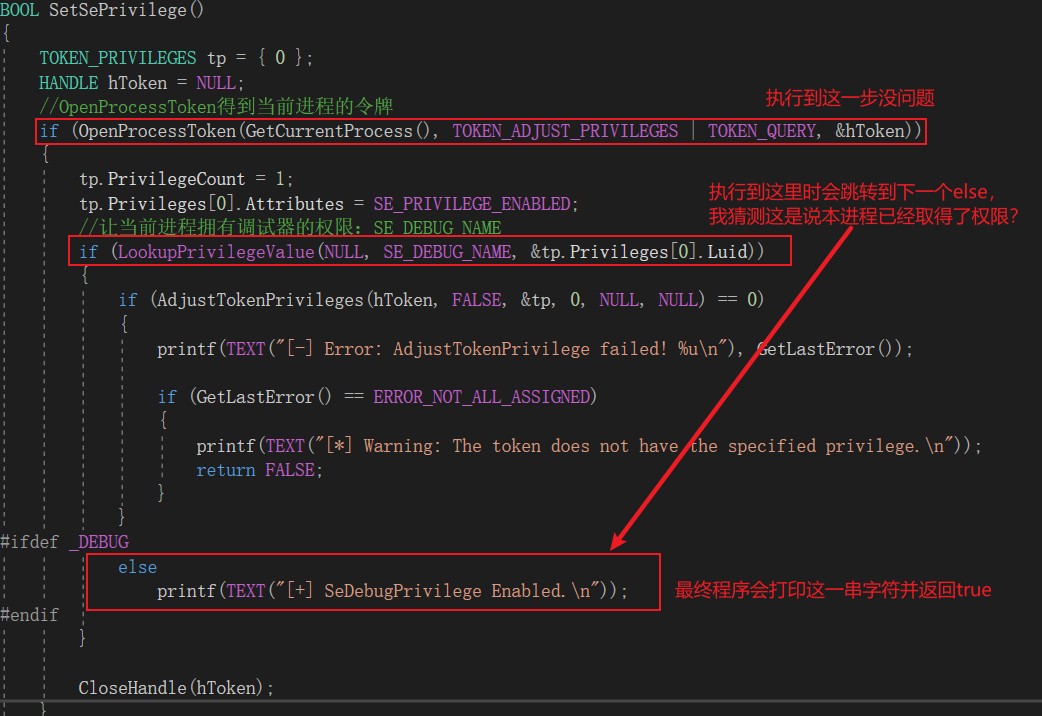 BOOL SetSePrivilege()
{
TOKEN_PRIVILEGES tp = { 0 };
HANDLE hToken = NULL;
//OpenProcessToken得到当前进程的令牌
执行到这一步没问题
if (OpenProcessToken(GetCurrentProcess(), TOKEN_ADJUST_PRIVILEGES | TOKEN_QUERY, &hToken))
{
tp.PrivilegeCount = 1;
执行到这里时会跳转到下一个else，
tp.Privileges[0].Attributes = SE_PRIVILEGE_ENABLED;
我猜测这是说本进程已经取得了权限？
//让当前进程拥有调试器的权限：SE_DEBUG_NAME
if (LookupPrivilegeValue(NULL, SE_DEBUG_NAME, &tp.Privileges[0].Luid))
{
if (AdjustTokenPrivileges(hToken, FALSE, &tp, 0, NULL, NULL) == 0)
{
printf(TEXT("[-] Error: AdjustTokenPrivilege failed! %u\n"), GetLastError());
if (GetLastError() == ERROR_NOT_ALL_ASSIGNED)
{
printf(TEXT("[*] Warning: The token does not have the specified privilege.\n"));
return FALSE;
}
}
#ifdef _DEBUG
else
printf(TEXT("[+] SeDebugPrivilege Enabled.\n"));
最终程序会打印这一串字符并返回true
#endif
}
CloseHandle(hToken);
}